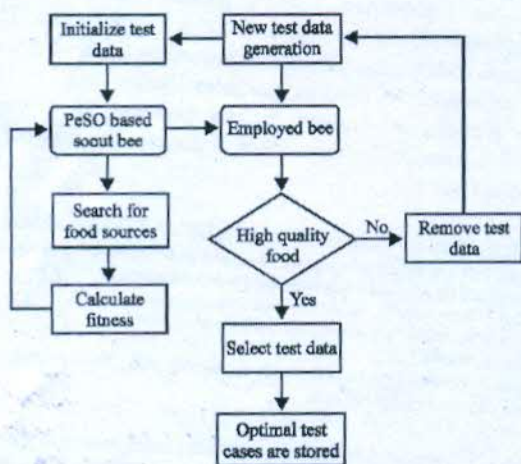 Initialize test
data
New test data
generation
PeSO based
soout bee
Employed bee
Search for
food sources
High quality
food
No
Remove test
data
Calculate
fitness
Yes
Select test data
Optimal test
cases are stored